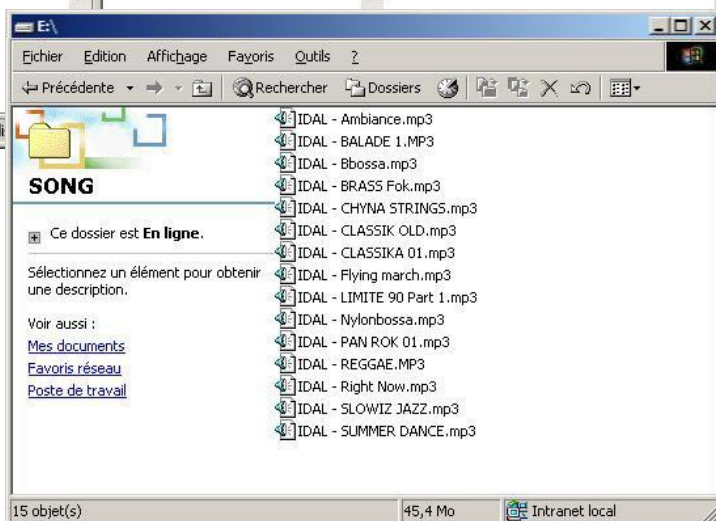 E:\
Fichier Edition Affichage Favoris Outils ?
Précédente Rechercher Dossiers
SONG
Ce dossier est En ligne.
Sélectionnez un élément pour obtenir
une description.
Voir aussi :
Mes documents
Favoris réseau
Poste de travail
IDAL - Ambiance.mp3
IDAL - BALADE 1.MP3
IDAL - Bbossa.mp3
IDAL - BRASS Fok.mp3
IDAL - CHYNA STRINGS.mp3
IDAL - CLASSIK OLD.mp3
IDAL - CLASSIKA 01.mp3
IDAL - Flying march.mp3
IDAL - LIMITE 90 Part 1.mp3
IDAL - Nylonbossa.mp3
IDAL - PAN ROK 01.mp3
IDAL - REGGAE.MP3
IDAL - Right Now.mp3
IDAL - SLOWIZ JAZZ.mp3
IDAL - SUMMER DANCE.mp3
15 objet(s) 45,4 Mo Intranet local